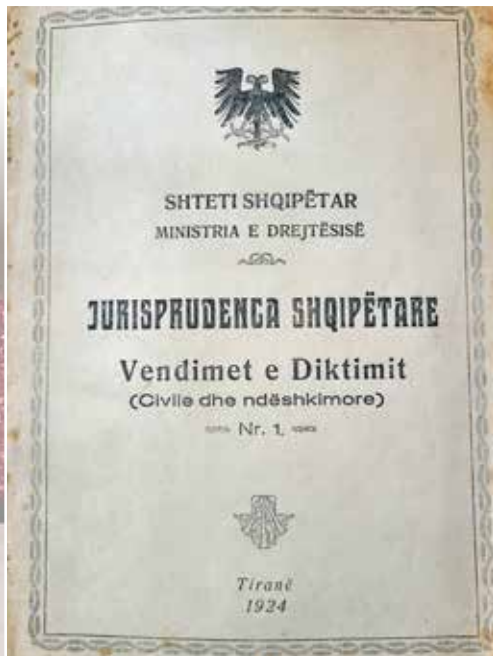 SHTETI SHQIPËTAR
MINISTRIA E DREJTËSISË
JURISPRUDENCA SHQIPËTARE
Vendimet e Diktimit
(Civile dhe ndëshkimore)
Nr. 1.
Tiranë
1924